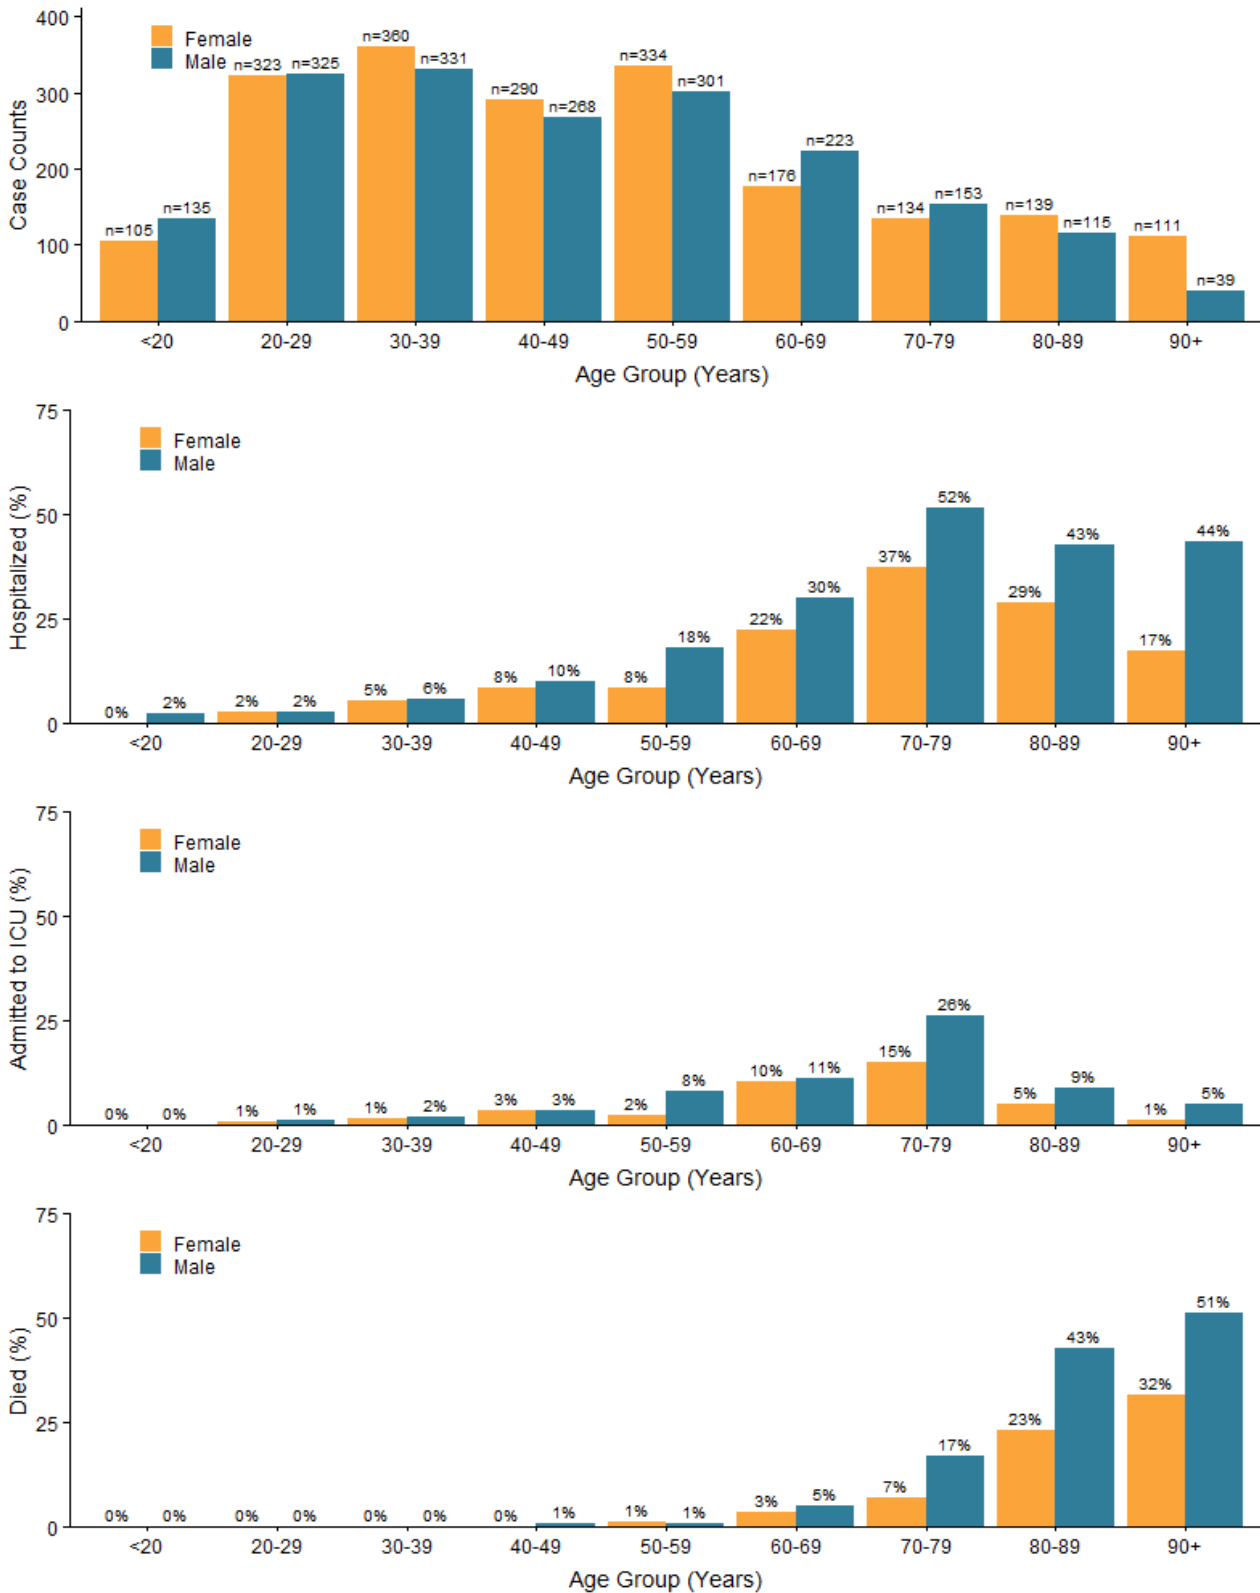 400
Female
Male
n=360
n=323
n=325
n=331
n=334
300
n=290
n=268
n=301
n=223
200
n=176
n=105
n=135
n=134
n=153
n=139
n=115
n=111
100
n=39
0
Case Counts
<20 20-29 30-39 40-49 50-59 60-69 70-79 80-89 90+
Age Group (Years)
75
Female
Male
50
25
0
Hospitalized (%)
0% 2% 2% 2% 5% 6% 8% 10% 8% 18% 22% 30% 37% 52% 29% 43% 17% 44%
<20 20-29 30-39 40-49 50-59 60-69 70-79 80-89 90+
Age Group (Years)
75
Female
Male
50
25
0
Admitted to ICU (%)
0% 0% 1% 1% 1% 2% 3% 3% 2% 8% 10% 11% 15% 26% 5% 9% 1% 5%
<20 20-29 30-39 40-49 50-59 60-69 70-79 80-89 90+
Age Group (Years)
75
Female
Male
50
25
0
Died (%)
0% 0% 0% 0% 0% 0% 0% 1% 1% 1% 3% 5% 7% 17% 23% 43% 32% 51%
<20 20-29 30-39 40-49 50-59 60-69 70-79 80-89 90+
Age Group (Years)